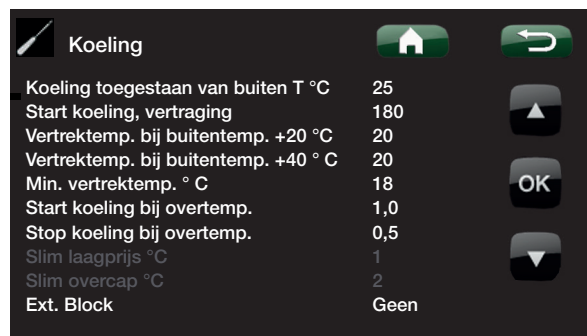 Koeling
Koeling toegestaan van buiten T °C 25
Start koeling, vertraging 180
Vertrektemp. bij buitentemp. +20 °C 20
Vertrektemp. bij buitentemp. +40 ° C 20
Min. vertrektemp. ° C 18
Start koeling bij overtemp. 1,0
Stop koeling bij overtemp. 0,5
Slim laagprijs °C 1
Slim overcap °C 2
Ext. Block Geen
OK